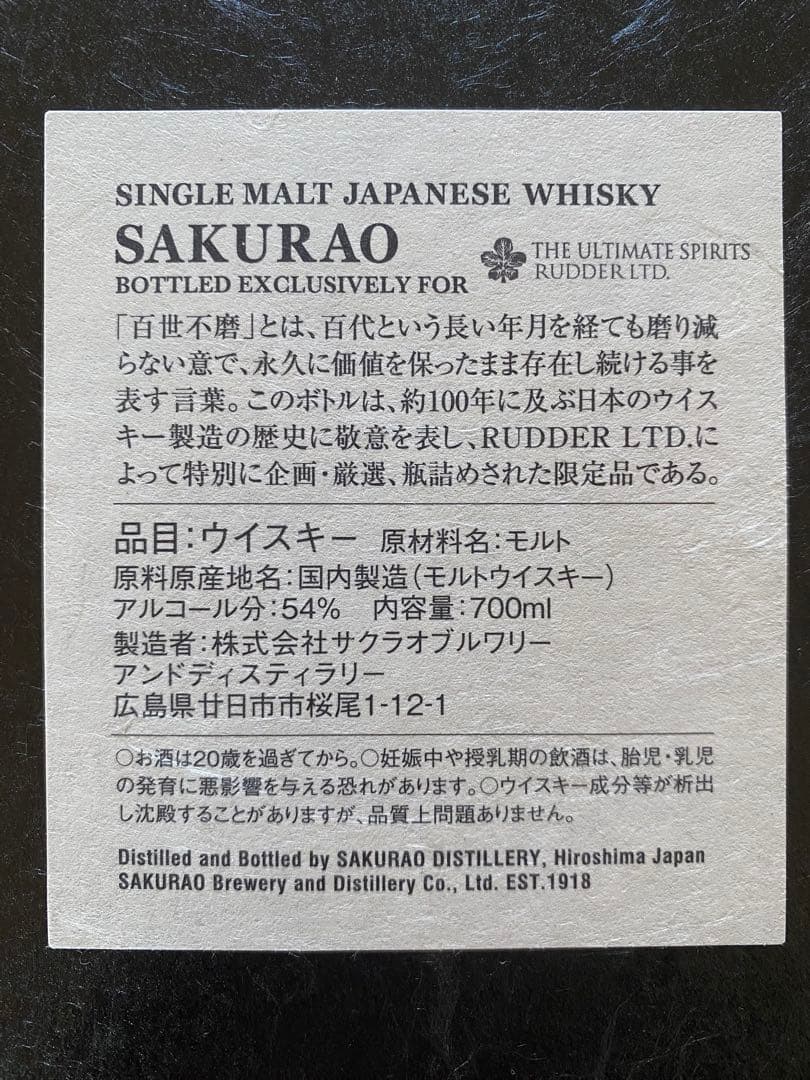 SINGLE MALT JAPANESE WHISKY
SAKURAO
BOTTLED EXCLUSIVELY FOR
THE ULTIMATE SPIRITS
RUDDER LTD.
「百世不磨」とは、百代という長い年月を経ても磨り減
らない意で、永久に価値を保ったまま存在し続ける事を
表す言葉。このボトルは、約100年に及ぶ日本のウイス
キー製造の歴史に敬意を表し、RUDDER LTD.に
よって特別に企画・厳選、瓶詰めされた限定品である。
品目:ウイスキー 原材料名:モルト
原料原産地名:国内製造(モルトウイスキー)
アルコール分:54% 内容量:700ml
製造者:株式会社サクラオブルワリー
アンドディスティラリー
広島県廿日市市桜尾1-12-1
○お酒は20歳を過ぎてから。○妊娠中や授乳期の飲酒は、胎児・乳児
の発育に悪影響を与える恐れがあります。○ウイスキー成分等が析出
し沈殿することがありますが、品質上問題ありません。
Distilled and Bottled by SAKURAO DISTILLERY, Hiroshima Japan
SAKURAO Brewery and Distillery Co., Ltd. EST.1918